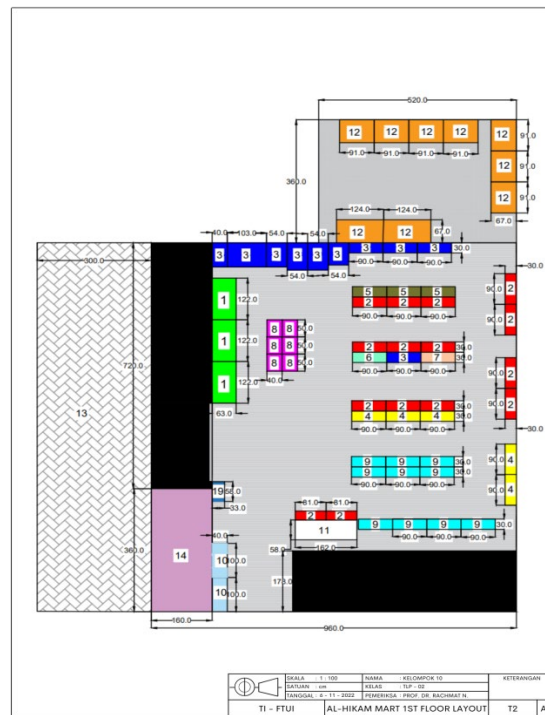 520.0
12 12 12 12 12
91.0 91.0 91.0 91.0
91.0
12
91.0
360.0
12
91.0
124.0 124.0
67.0
12 12
67.0
40.0 103.0 54.0 54.0
3 3 3 3 3 3 3 3 3
30.0
90.0 90.0 90.0
54.0 54.0
300.0
30.0
1
122.0
5 5 5
2 2 2
90.0 90.0 90.0
90.0
2
90.0
8 8
50.0
8 8
50.0
8 8
50.0
40.0
1
122.0
2 2 2
30.0
6 3 7
30.0
90.0 90.0 90.0
720.0
1
122.0
63.0
90.0
2
90.0
2
13
2 2 2
30.0
4 4 4
90.0 90.0 90.0
30.0
9 9 9
30.0
9 9 9
90.0 90.0 90.0
90.0
4
90.0
4
19
58.0
33.0
81.0 81.0
2 2
11
162.0
58.0
9 9 9 9
30.0
90.0 90.0 90.0
14
360.0
40.0
10
100.0
10
100.0
160.0
960.0
SKALA : 1 : 100
NAMA : KELOMPOK 10
KETERANGAN
SATUAN : cm
KELAS : TLP - 02
TANGGAL : 4 - 11 - 2022
PEMERIKSA : PROF. DR. RACHMAT N.
TI - FTUI
AL-HIKAM MART 1ST FLOOR LAYOUT
T2
A